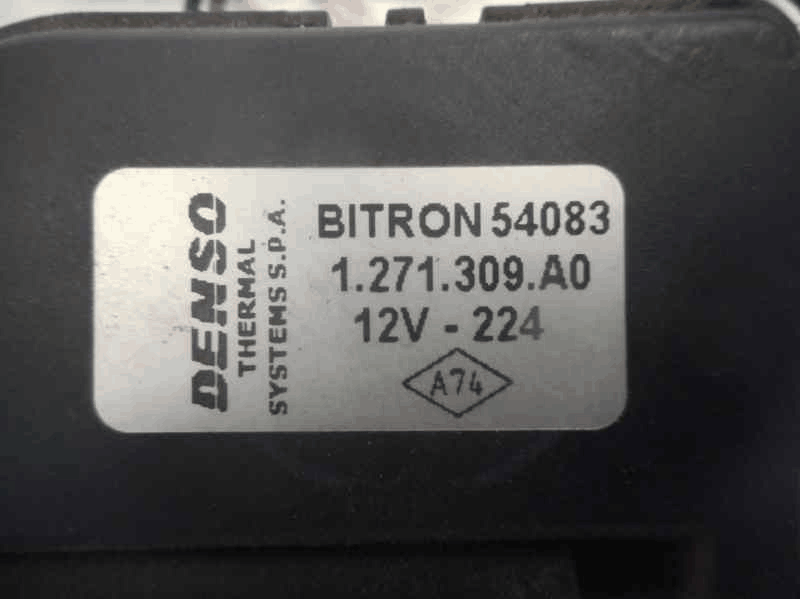 DENSO
THERMAL
SYSTEMS S.P.A.
BITRON 54083
1.271.309.A0
12V - 224
A74